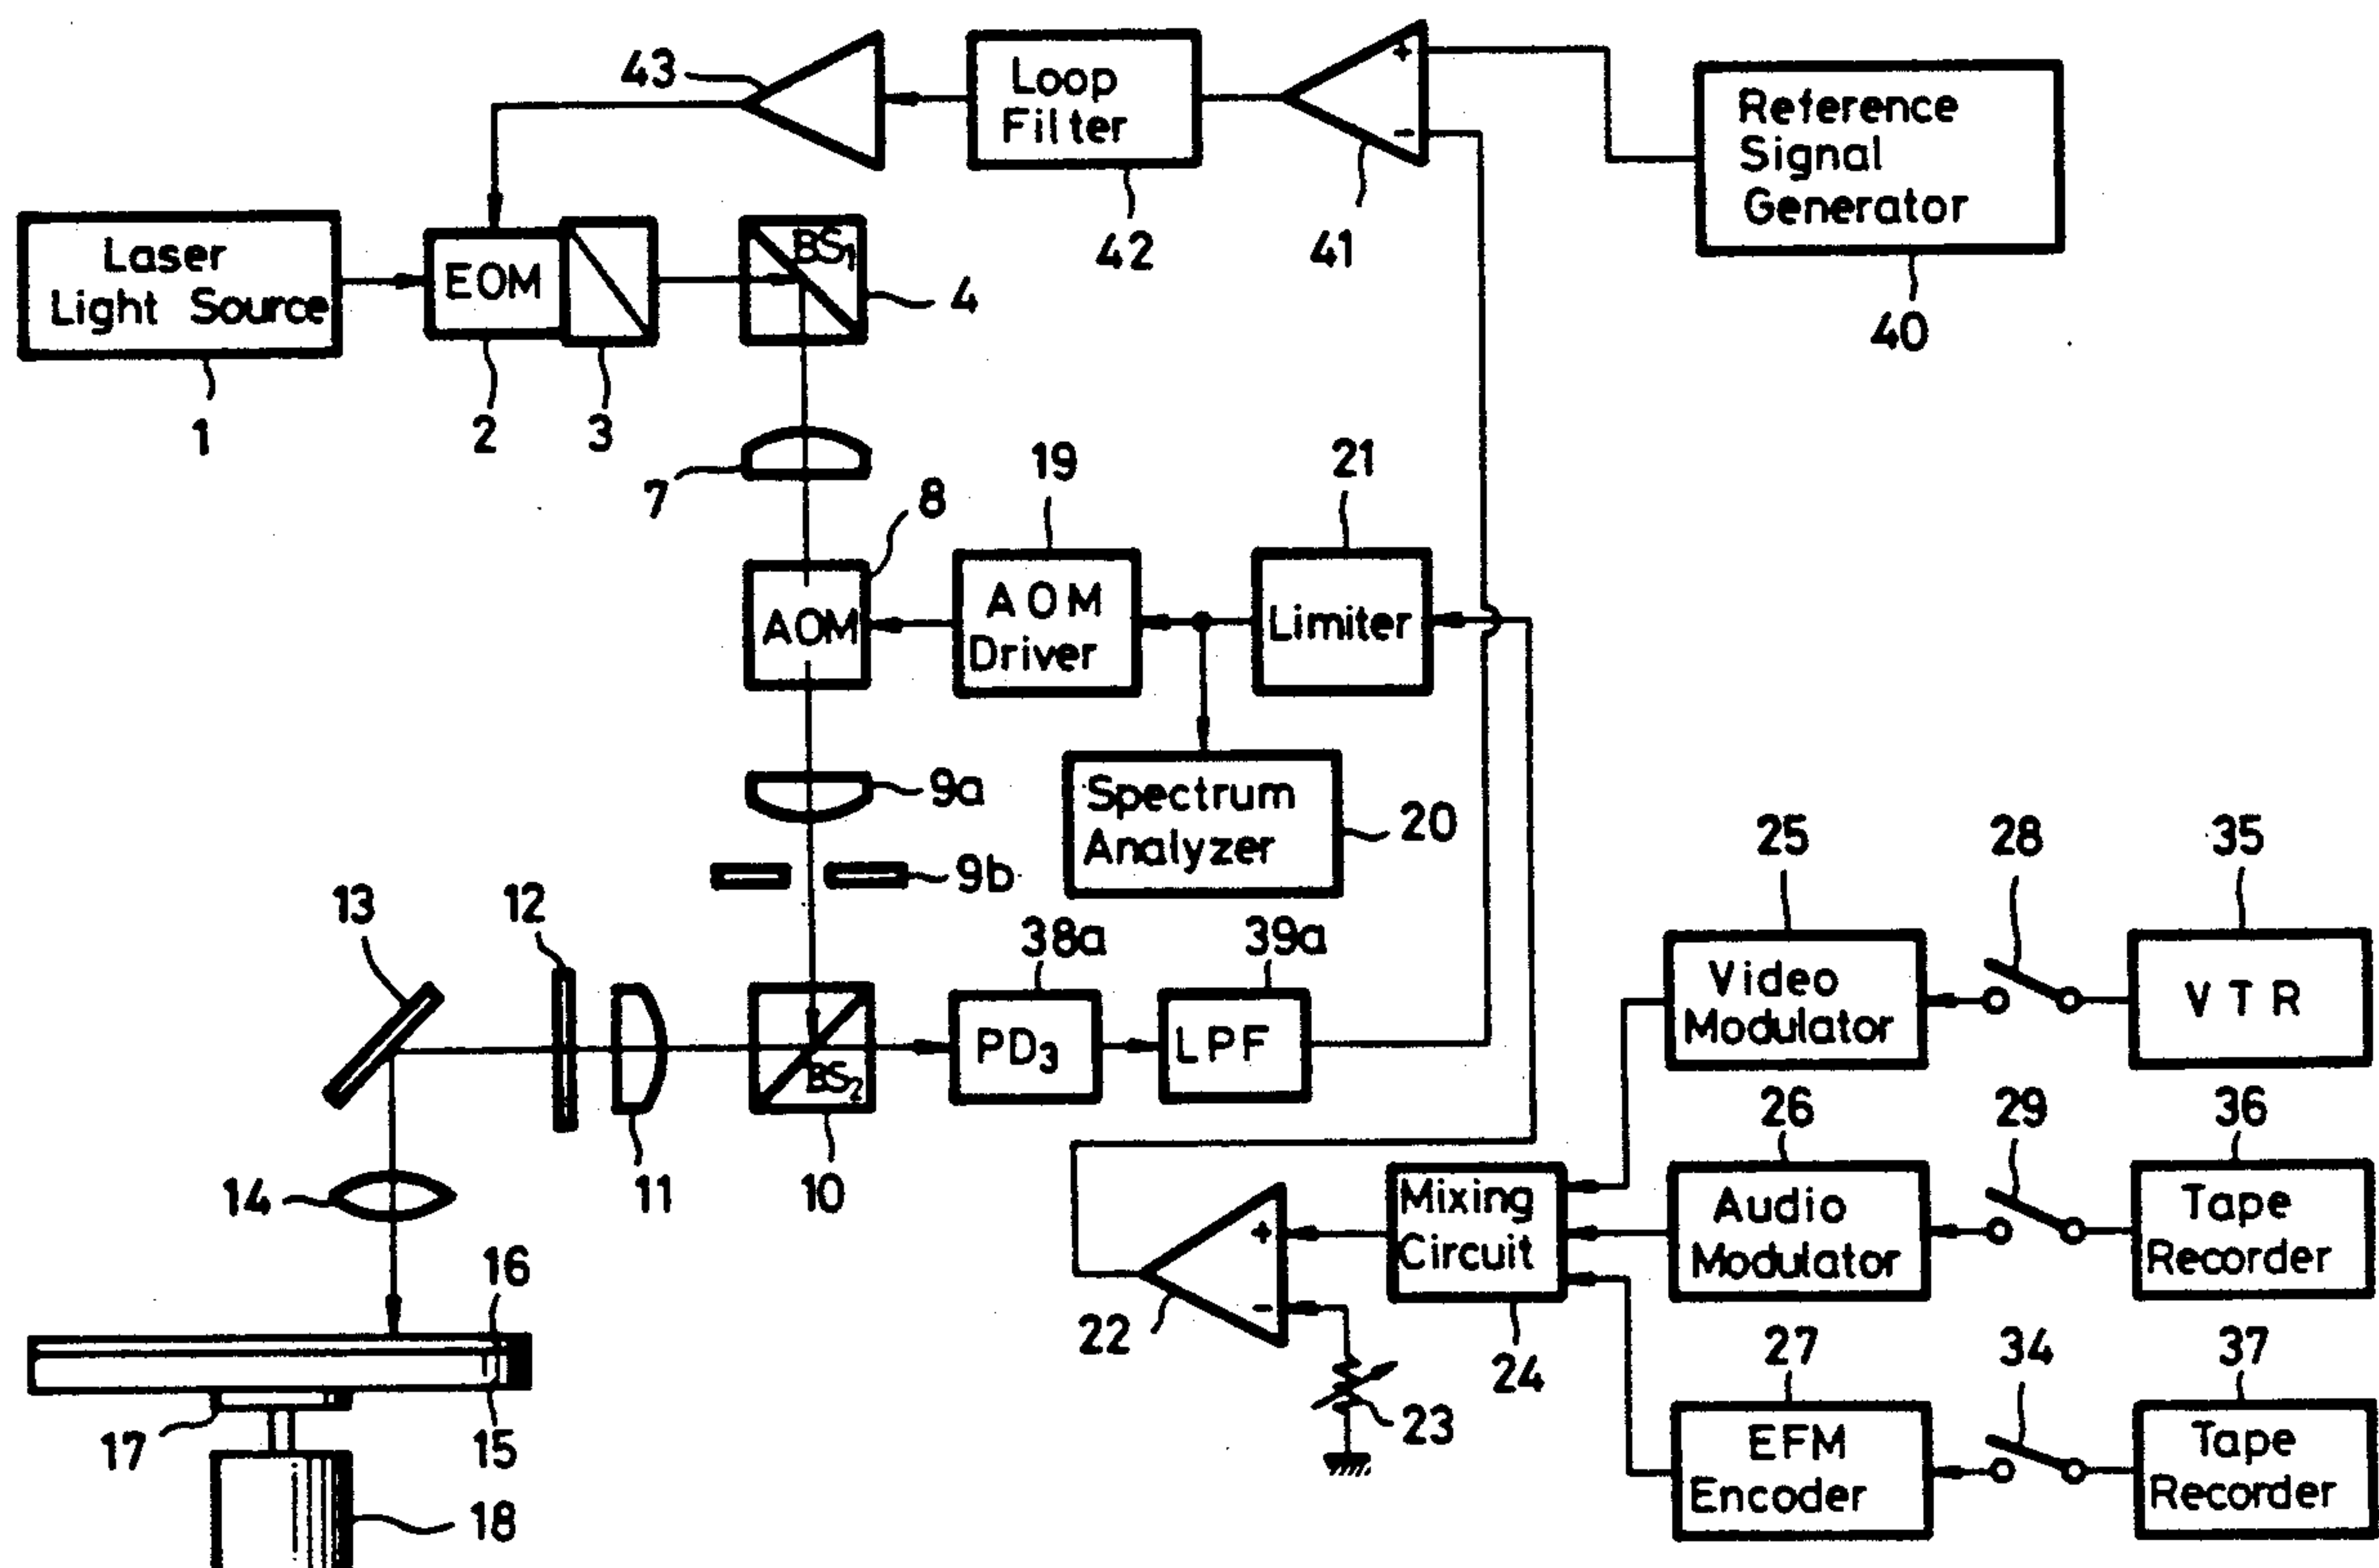 43
Loop
Filter
42
+
-
41
Reference
Signal
Generator
40
Laser
Light Source
1
EOM
2
3
BS1
4
7
8
AOM
19
AOM
Driver
21
Limiter
9a
9b
Spectrum
Analyzer
20
13
12
11
BS2
10
38a
PD3
39a
LPF
14
16
15
17
18
25
Video
Modulator
28
35
VTR
26
Audio
Modulator
29
36
Tape
Recorder
Mixing
Circuit
24
+
-
22
23
27
EFM
Encoder
34
37
Tape
Recorder